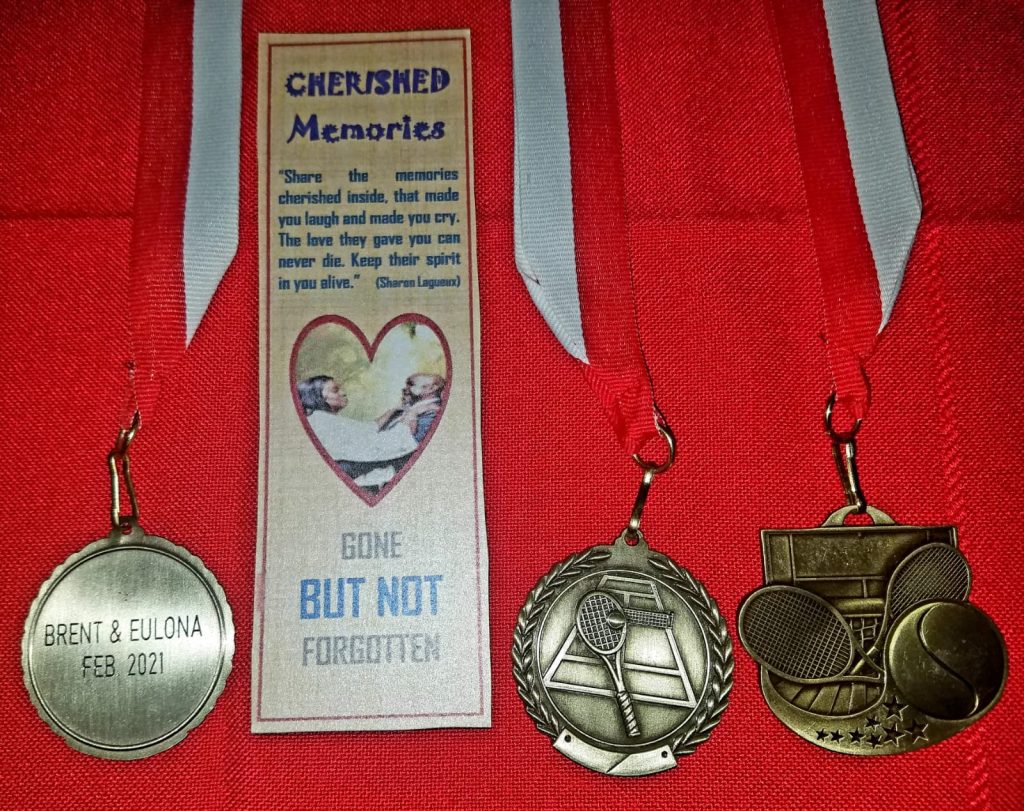 BRENT & EULONA
FEB 2021
CHERISHED
Memories
“Share the memories
cherished inside, that made
you laugh and made you cry.
The love they gave you can
never die. Keep their spirit
in you alive.” (Sharon Lagueux)
GONE
BUT NOT
FORGOTTEN